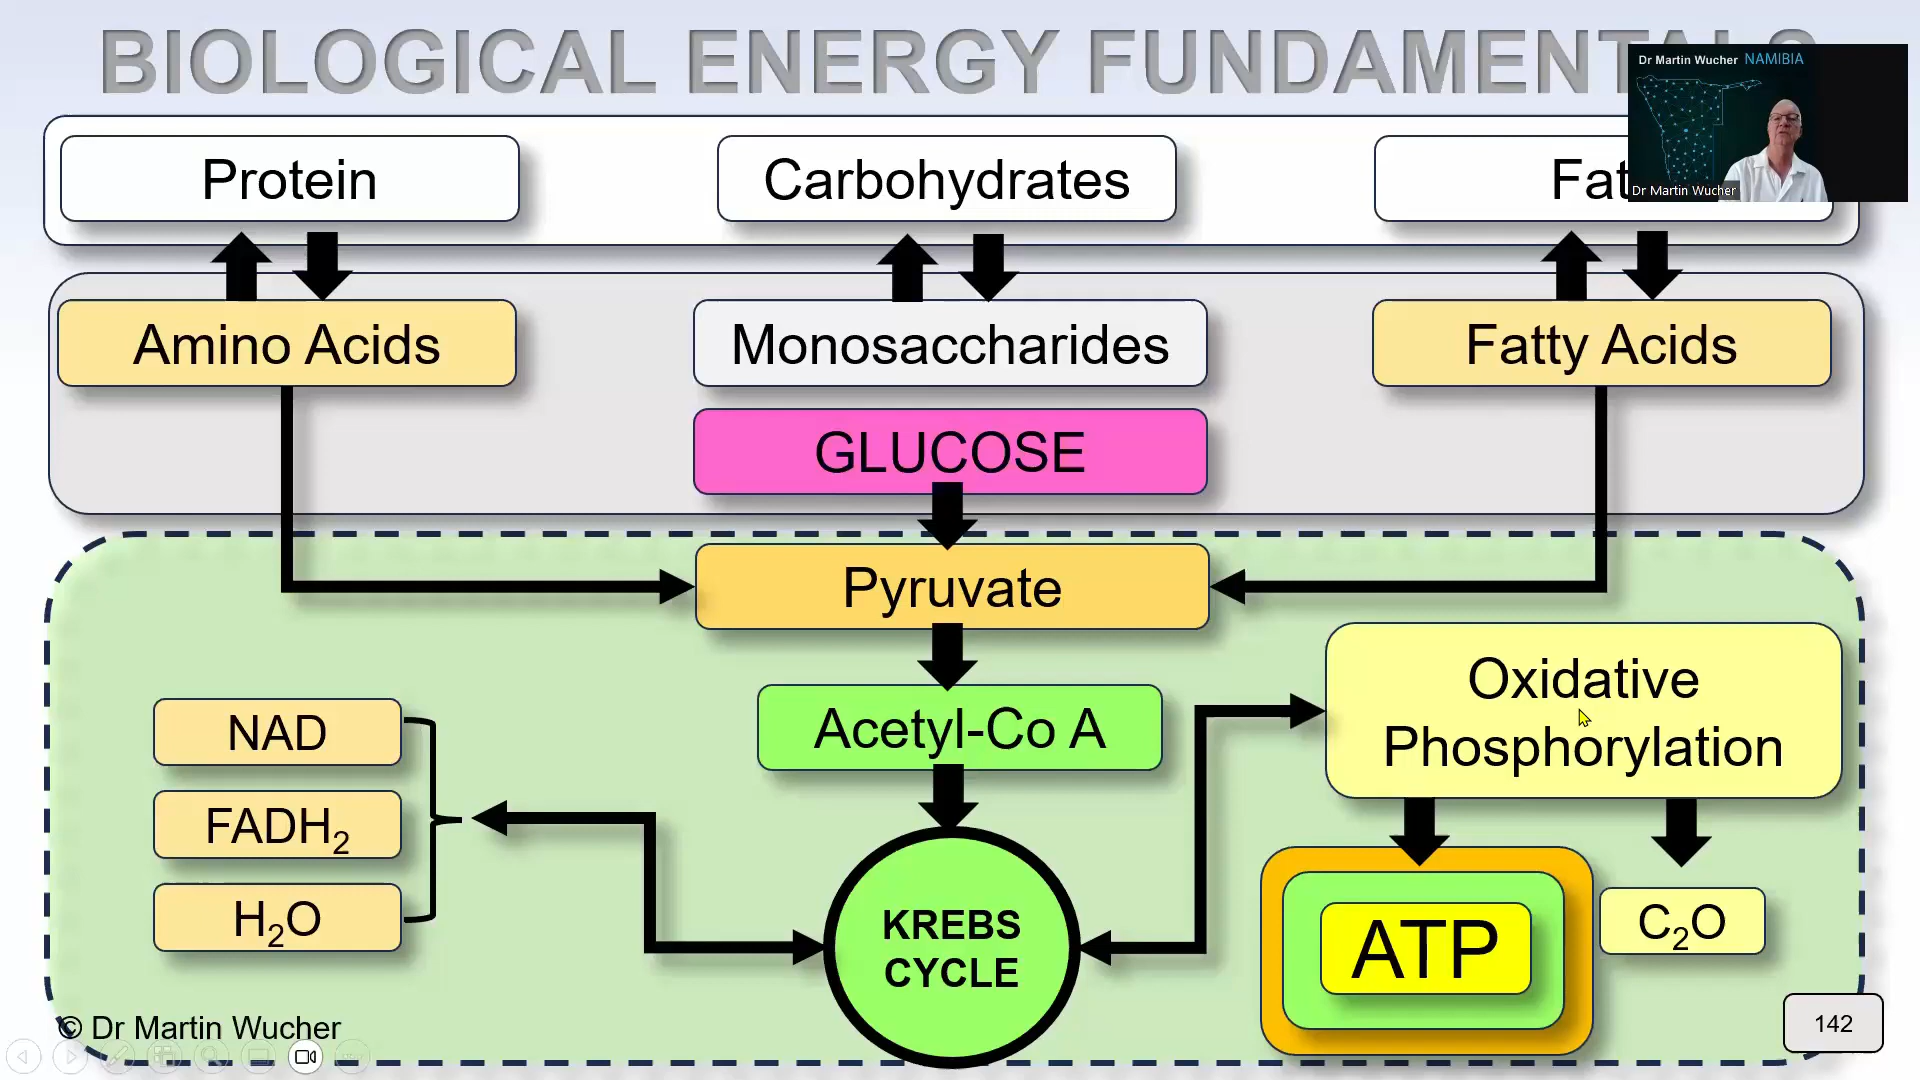 BIOLOGICAL ENERGY FUNDAMENTALS
Dr Martin Wucher NAMIBIA
Dr Martin Wucher
Protein
Carbohydrates
Fat
Amino Acids
Monosaccharides
Fatty Acids
GLUCOSE
Pyruvate
Acetyl-Co A
Oxidative
Phosphorylation
NAD
FADH₂
H₂O
KREBS
CYCLE
ATP
C₂O
© Dr Martin Wucher
142